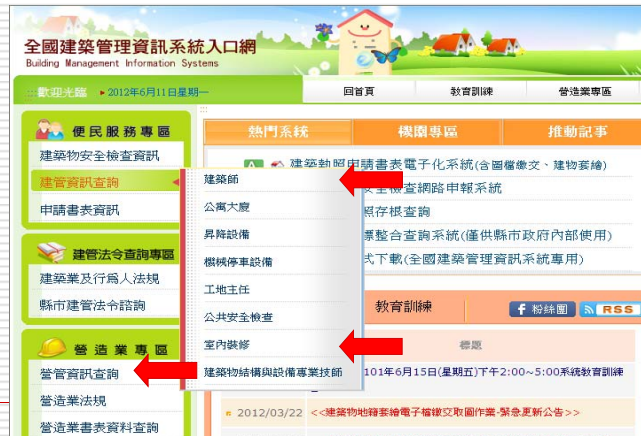 全國建築管理資訊系統入口網
Building Management Information Systems
歡迎光臨 ▸ 2012年6月11日星期一
回首頁
教育訓練
營造業專區
便民服務專區
建築物安全檢查資訊
建管資訊查詢
申請書表資訊
建管法令查詢專區
建築業及行為人法規
縣市建管法令諮詢
營造業專區
營管資訊查詢
營造業法規
營造業書表資料查詢
熱門系統
機關專區
推動記事
建築執照申請書表電子化系統(含圖檔繳交、建物套繪)
安全檢查網路申報系統
照存根查詢
票整合查詢系統(僅供縣市政府內部使用)
式下載(全國建築管理資訊系統專用)
建築師
公寓大廈
昇降設備
機械停車設備
工地主任
公共安全檢查
室內裝修
建築物結構與設備專業技師
教育訓練
粉絲團
RSS
標題
101年6月15日(星期五)下午2:00~5:00系統教育訓練
2012/03/22
<<建築物地籍套繪電子檔繳交取圖作業-緊急更新公告>>